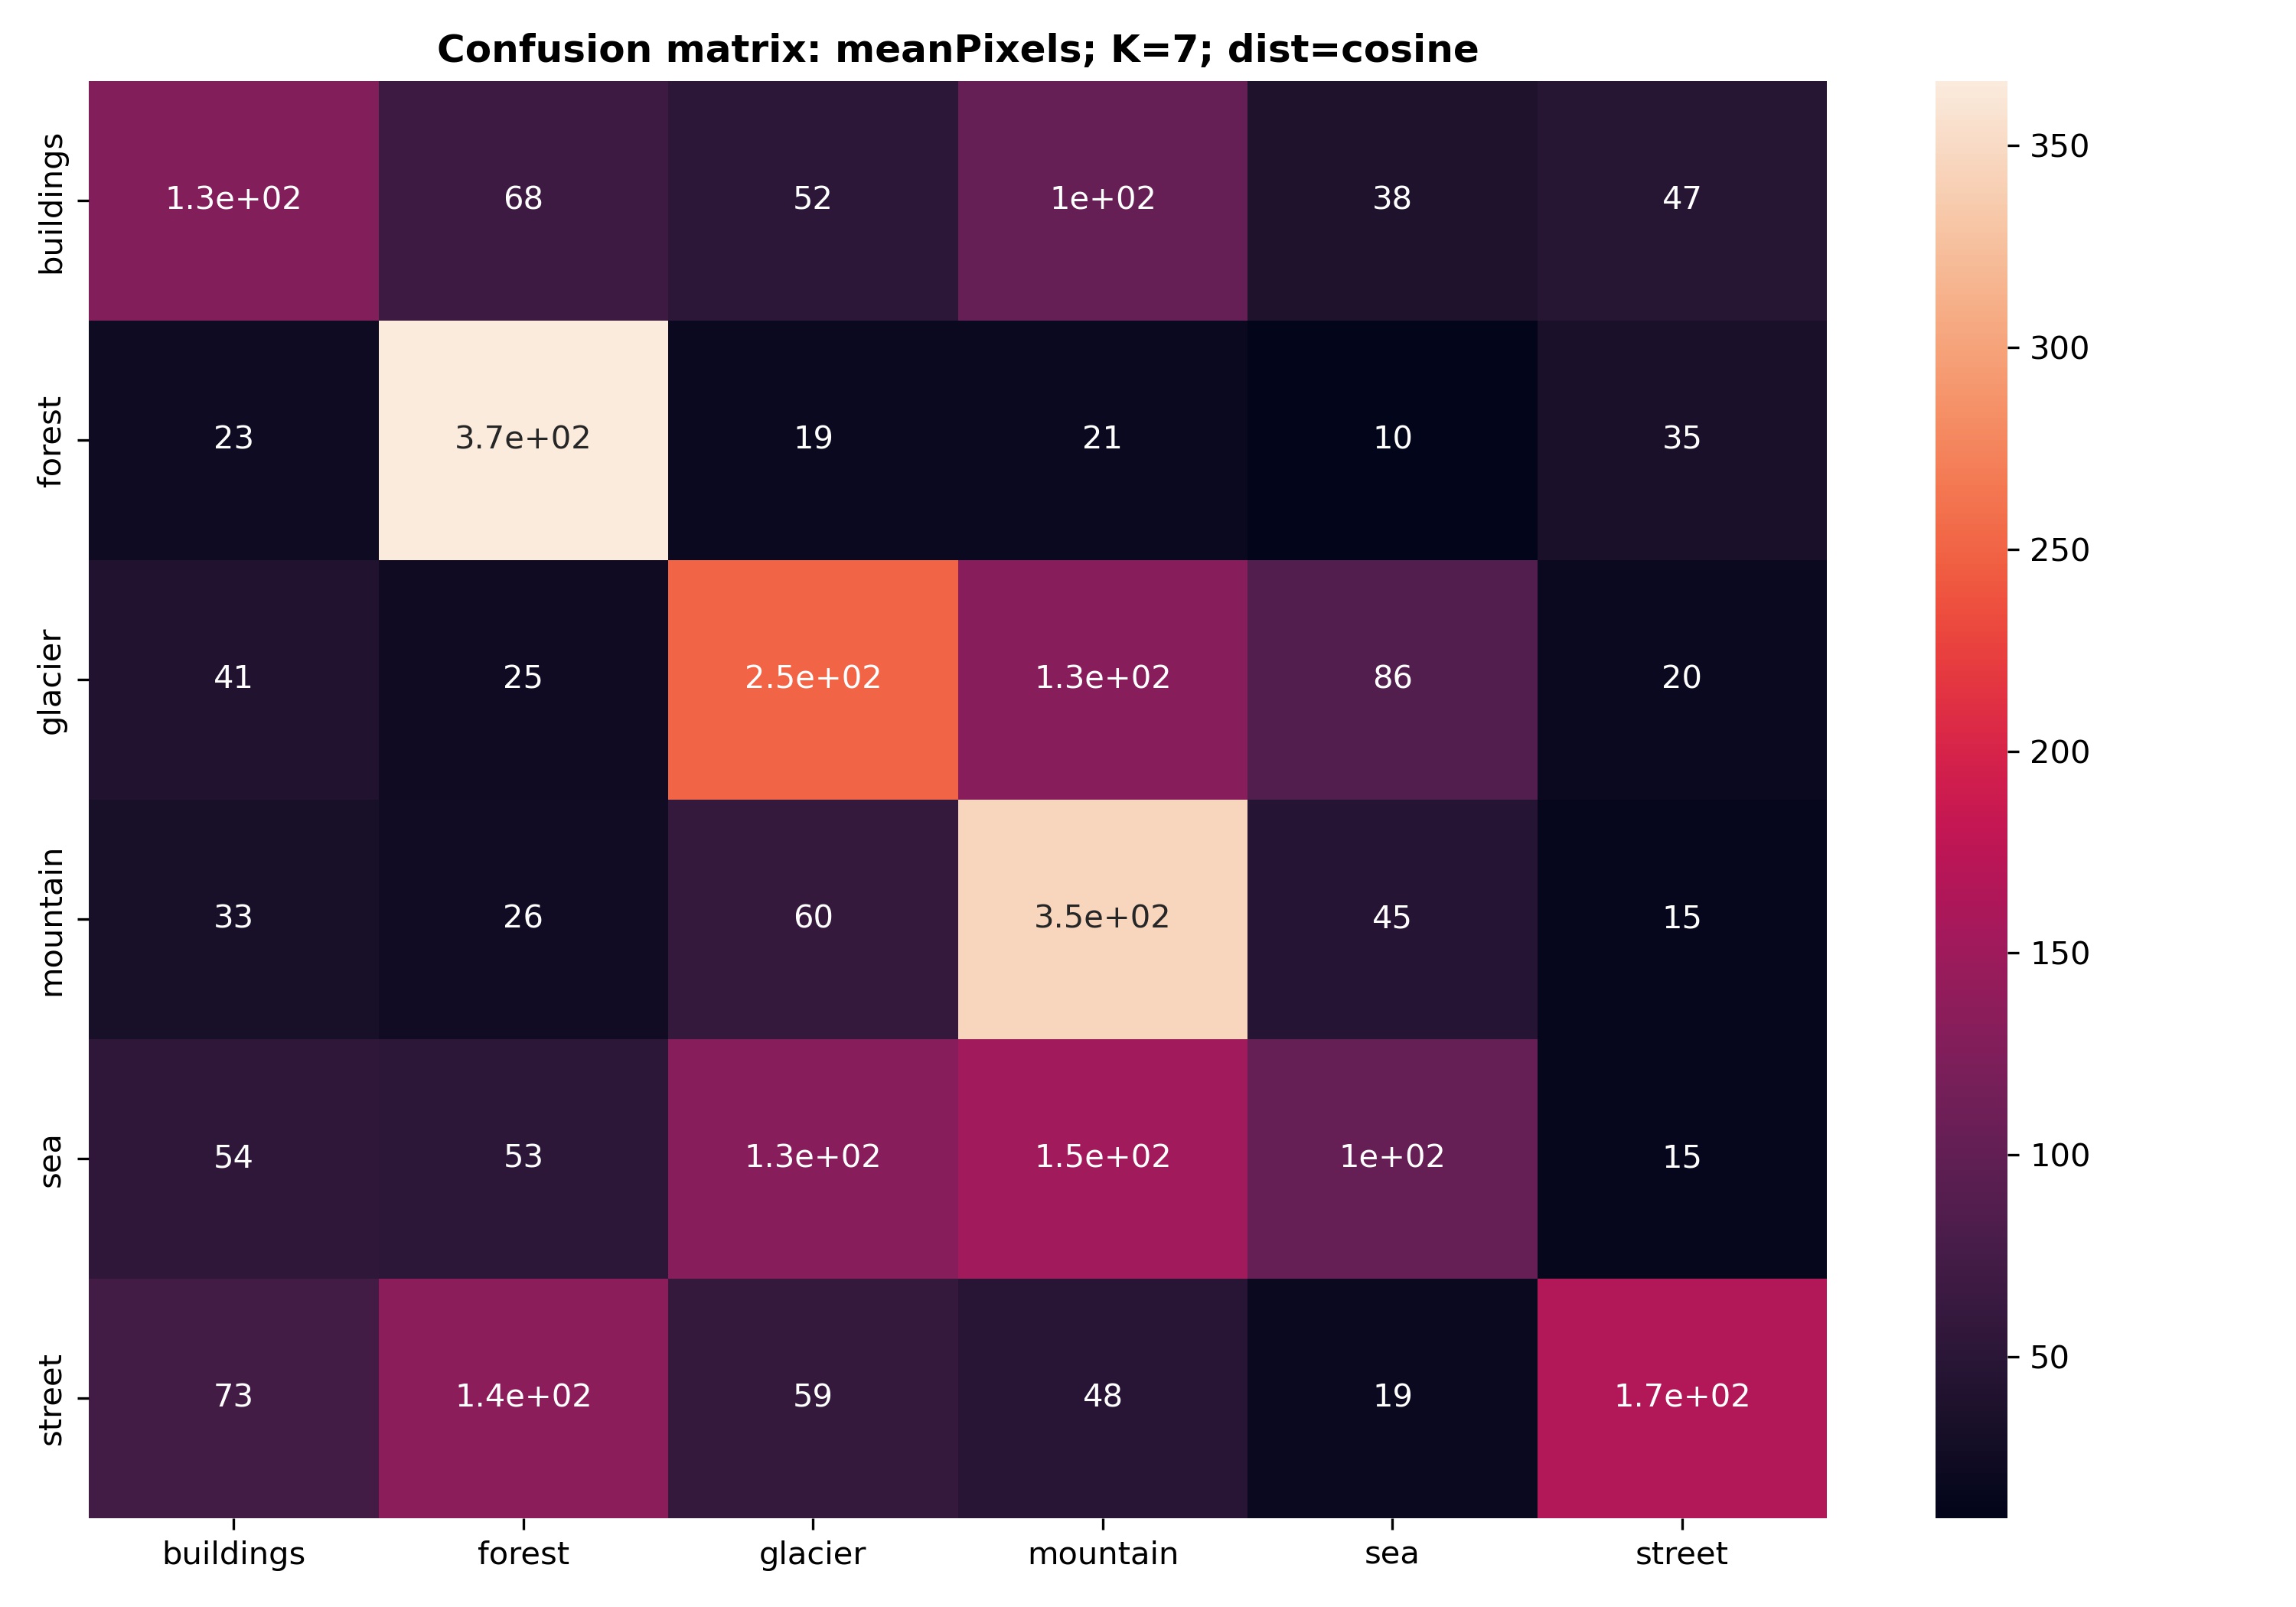 Confusion matrix: meanPixels; K=7; dist=cosine
buildings 1.3e+02 68 52 1e+02 38 47
forest 23 3.7e+02 19 21 10 35
glacier 41 25 2.5e+02 1.3e+02 86 20
mountain 33 26 60 3.5e+02 45 15
sea 54 53 1.3e+02 1.5e+02 1e+02 15
street 73 1.4e+02 59 48 19 1.7e+02
buildings forest glacier mountain sea street
350
300
250
200
150
100
50